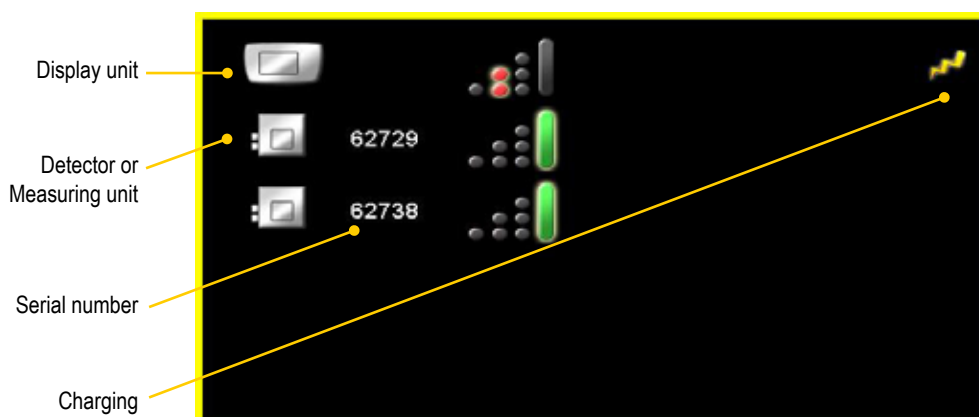 Display unit
62729
Detector or
Measuring unit
62738
Serial number
Charging